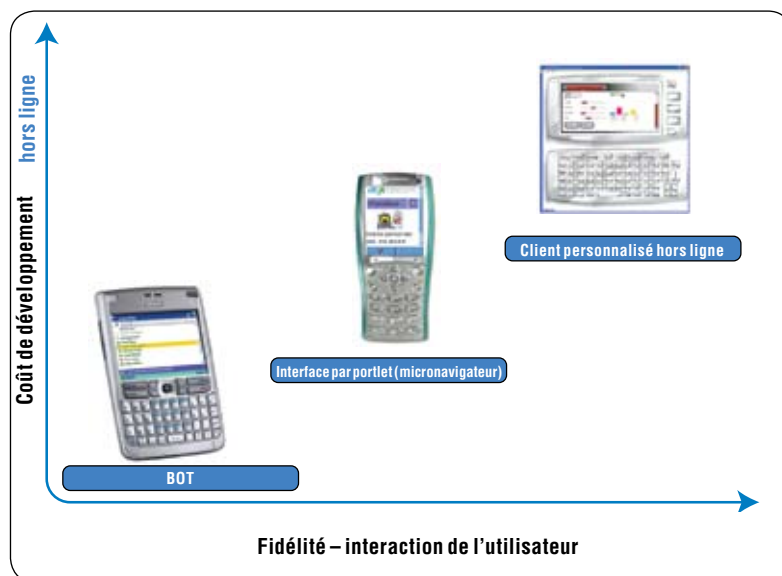 Coût de développement hors ligne
Client personnalisé hors ligne
Interface par portlet (micronavigateur)
BOT
Fidélité – interaction de l'utilisateur